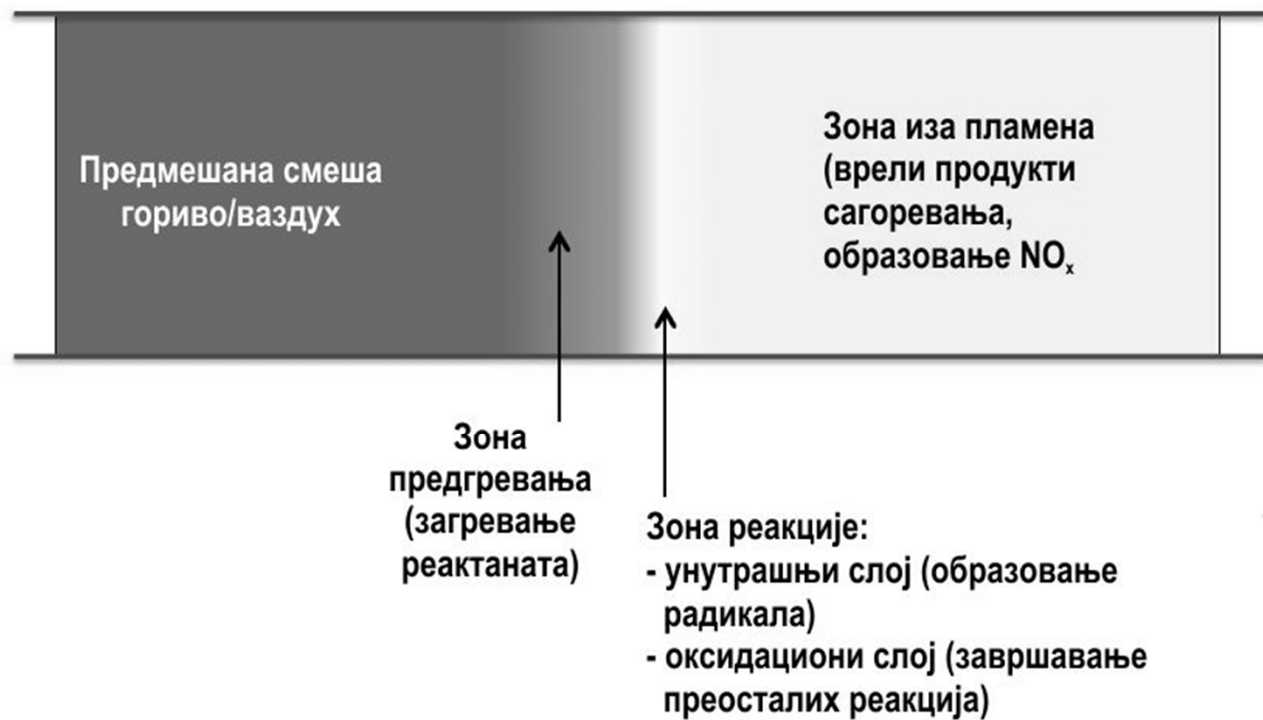 Предмешана смеша
гориво/ваздух
Зона иза пламена
(врели продукти
сагоревања,
образовање NOₓ
Зона
предгревања
(загревање
реактаната)
Зона реакције:
- унутрашњи слој (образовање
радикала)
- оксидациони слој (завршавање
преосталих реакција)